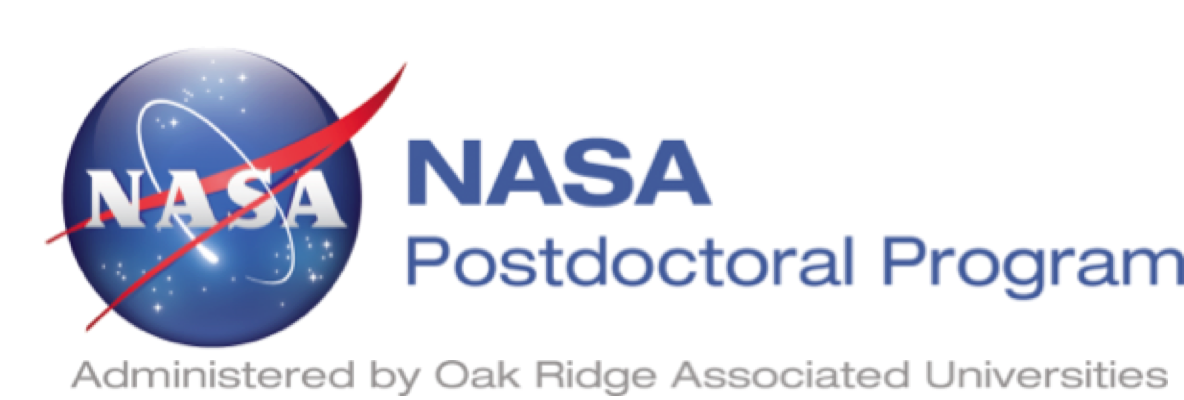 NASA
NASA
Postdoctoral Program
Administered by Oak Ridge Associated Universities